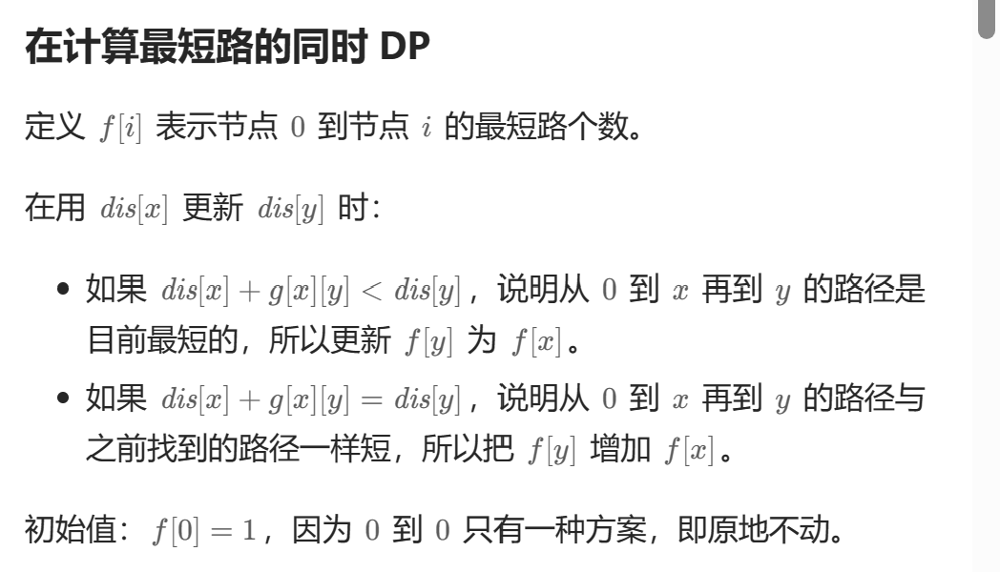 在计算最短路的同时 DP
定义 f[i] 表示节点 0 到节点 i 的最短路个数。
在用 dis[x] 更新 dis[y] 时：
• 如果 dis[x] + g[x][y] < dis[y]，说明从 0 到 x 再到 y 的路径是
目前最短的，所以更新 f[y] 为 f[x]。
• 如果 dis[x] + g[x][y] = dis[y]，说明从 0 到 x 再到 y 的路径与
之前找到的路径一样短，所以把 f[y] 增加 f[x]。
初始值：f[0] = 1，因为 0 到 0 只有一种方案，即原地不动。